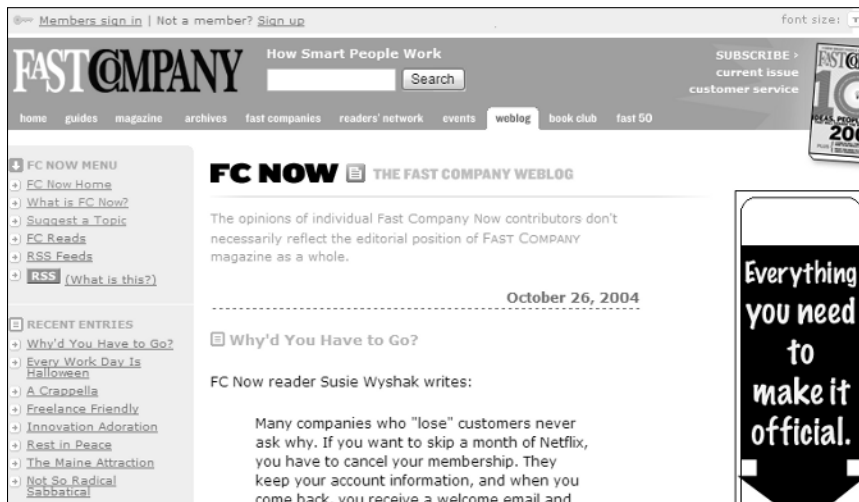 Members sign in | Not a member? Sign up
font size:
FAST COMPANY
How Smart People Work
Search
SUBSCRIBE ›
current issue
customer service
home guides magazine archives fast companies readers' network events weblog book club fast 50
FC NOW MENU
FC Now Home
What is FC Now?
Suggest a Topic
FC Reads
RSS Feeds
RSS (What is this?)
RECENT ENTRIES
Why'd You Have to Go?
Every Work Day Is
Halloween
A Crappella
Freelance Friendly
Innovation Adoration
Rest in Peace
The Maine Attraction
Not So Radical
Sabbatical
FC NOW THE FAST COMPANY WEBLOG
The opinions of individual Fast Company Now contributors don't
necessarily reflect the editorial position of FAST COMPANY
magazine as a whole.
October 26, 2004
Why'd You Have to Go?
FC Now reader Susie Wyshak writes:
Many companies who "lose" customers never
ask why. If you want to skip a month of Netflix,
you have to cancel your membership. They
keep your account information, and when you
come back, you receive a welcome email and
Everything
you need
to
make it
official.